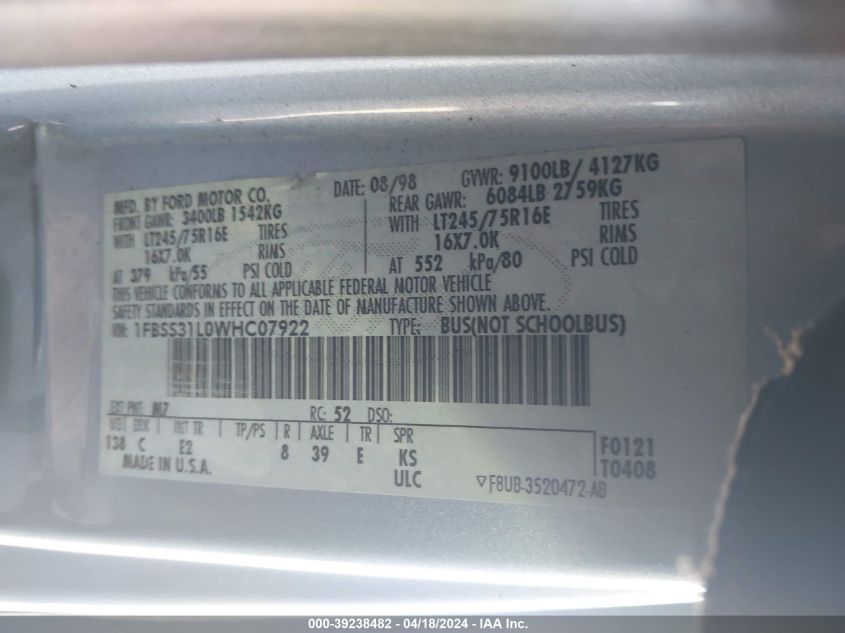 MFG. BY FORD MOTOR CO. DATE: 08/98 GVWR: 9100LB/ 4127KG
FRONT GAWR: 3400LB 1542KG REAR GAWR: 6084LB 2759KG
WITH LT245/75R16E TIRES WITH LT245/75R16E TIRES
16X7.0K RIMS 16X7.0K RIMS
AT 379 kPa/55 PSI COLD AT 552 kPa/80 PSI COLD
THIS VEHICLE CONFORMS TO ALL APPLICABLE FEDERAL MOTOR VEHICLE
SAFETY STANDARDS IN EFFECT ON THE DATE OF MANUFACTURE SHOWN ABOVE.
VIN: 1FBSS31L0WHC07922 TYPE: BUS(NOT SCHOOLBUS)
EXT PNT: M7 RC: 52 DSO:
WB BRK INT TR TP/PS R AXLE TR SPR
138 C E2 8 39 E KS F0121
MADE IN U.S.A. ULC T0408
▽F8UB-3520472-AB
000-39238482 - 04/18/2024 - IAA Inc.